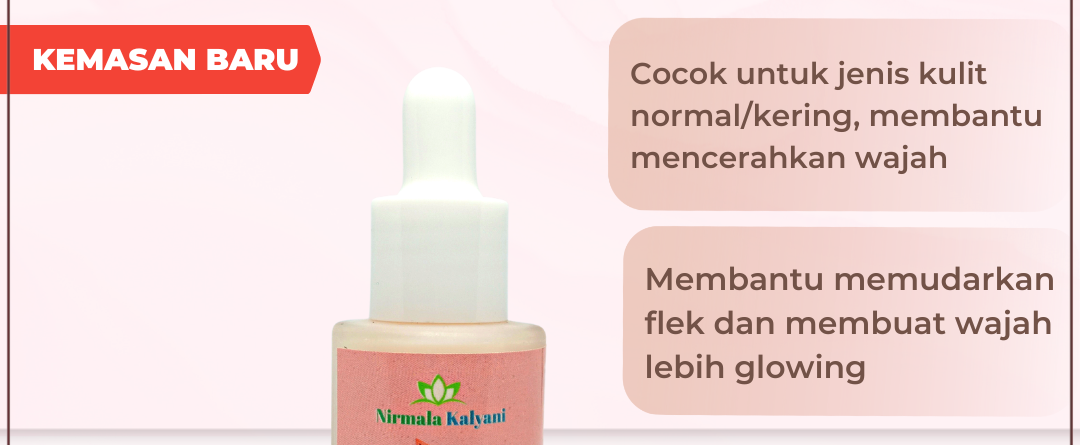 KEMASAN BARU
Cocok untuk jenis kulit
normal/kering, membantu
mencerahkan wajah
Membantu memudarkan
flek dan membuat wajah
lebih glowing
Nirmala Kalyani